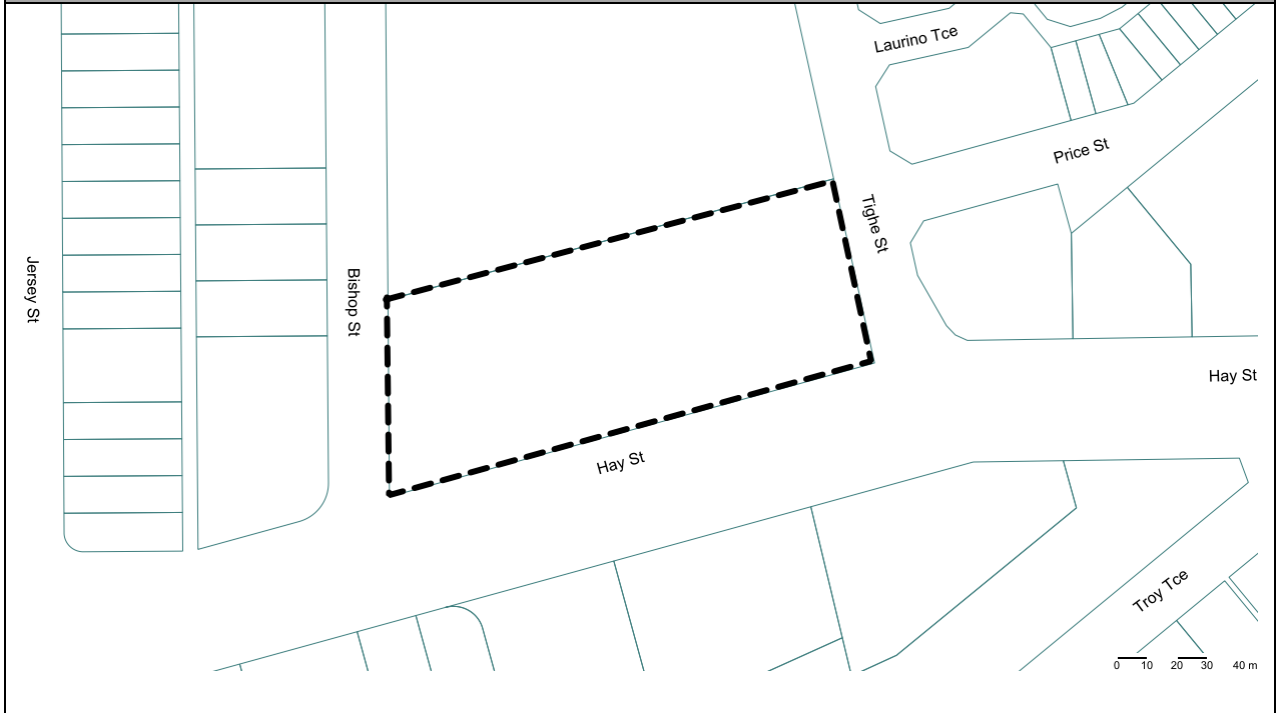 Laurino Tce
Price St
Tighe St
Jersey St
Bishop St
Hay St
Hay St
Troy Tce
0 10 20 30 40 m